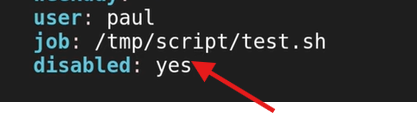 user: paul
job: /tmp/script/test.sh
disabled: yes